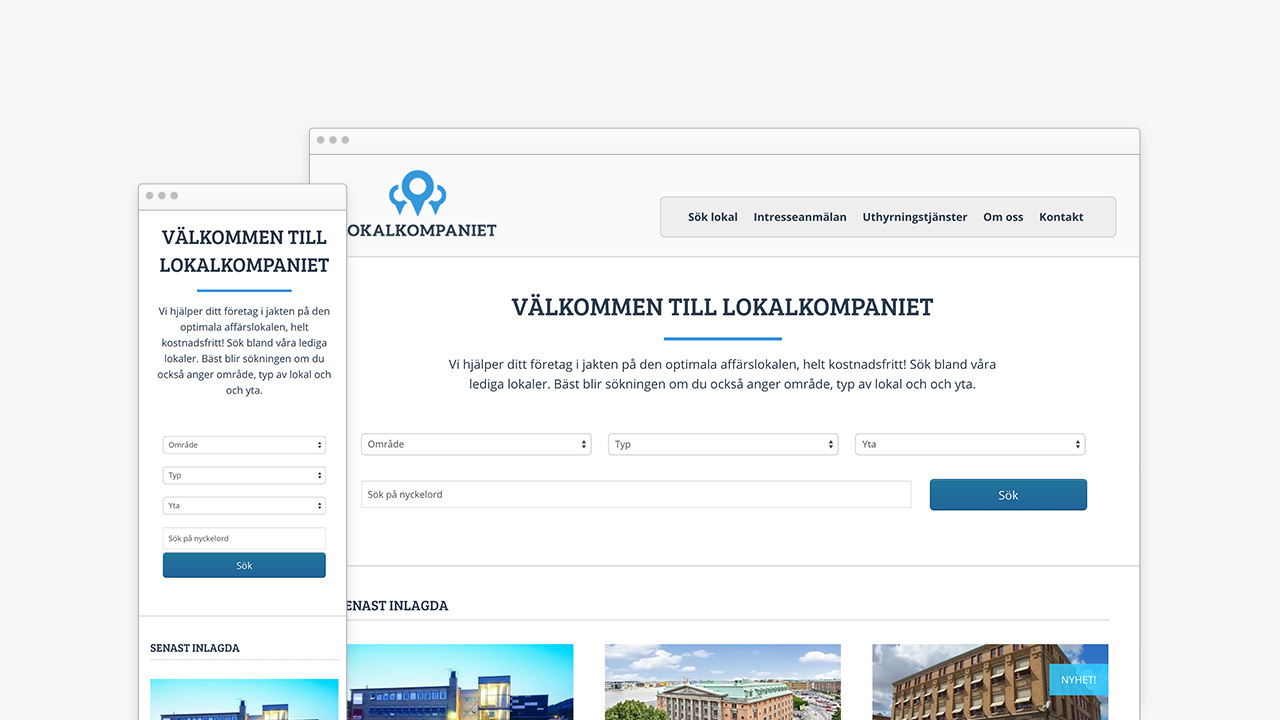 VÄLKOMMEN TILL
LOKALKOMPANIET
Vi hjälper ditt företag i jakten på den
optimala affärslokalen, helt
kostnadsfritt! Sök bland våra lediga
lokaler. Bäst blir sökningen om du
också anger område, typ av lokal och
och yta.
Område
Typ
Yta
Sök på nyckelord
Sök
SENAST INLAGDA
OKALKOMPANIET
Sök lokal Intresseanmälan Uthyrningstjänster Om oss Kontakt
VÄLKOMMEN TILL LOKALKOMPANIET
Vi hjälper ditt företag i jakten på den optimala affärslokalen, helt kostnadsfritt! Sök bland våra
lediga lokaler. Bäst blir sökningen om du också anger område, typ av lokal och och yta.
Område Typ Yta
Sök på nyckelord Sök
ENAST INLAGDA
NYHET!